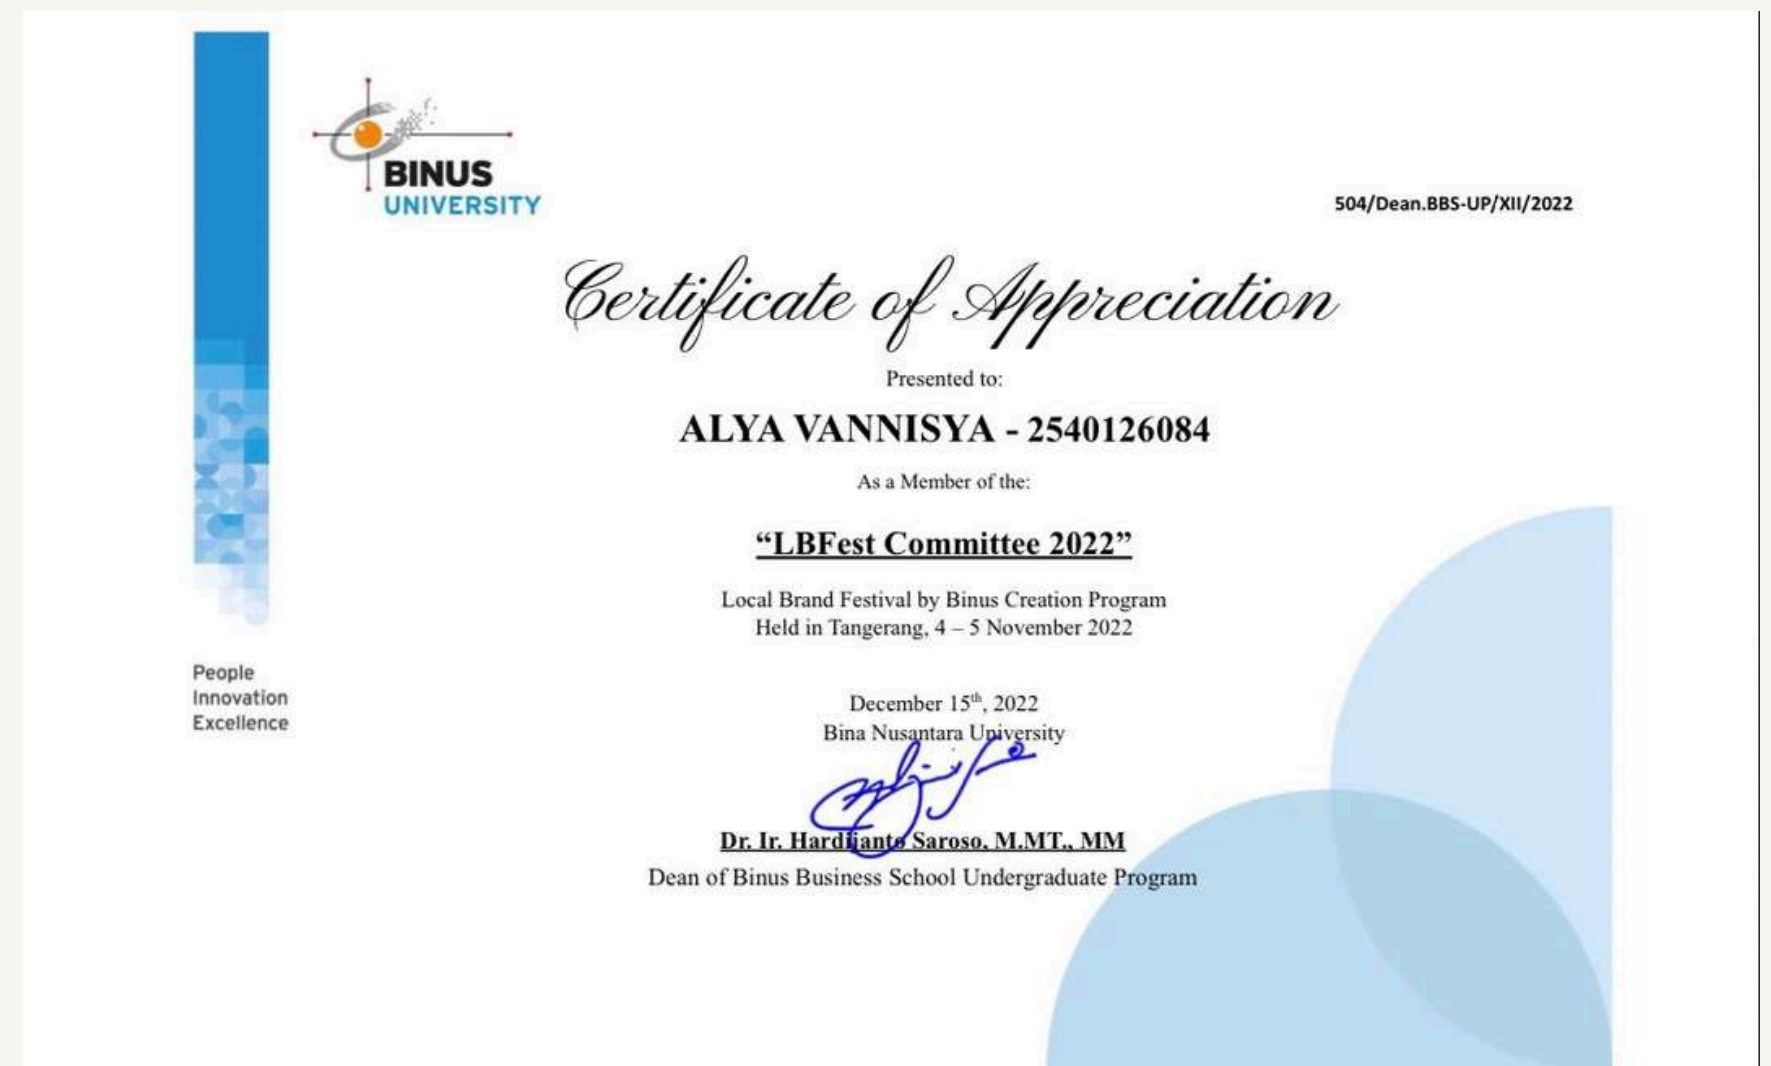 BINUS
UNIVERSITY
504/Dean.BBS-UP/XII/2022
Certificate of Appreciation
Presented to:
ALYA VANNISYA - 2540126084
As a Member of the:
“LBFest Committee 2022”
Local Brand Festival by Binus Creation Program
Held in Tangerang, 4 – 5 November 2022
People
Innovation
Excellence
December 15th, 2022
Bina Nusantara University
Dr. Ir. Hardijanto Saroso, M.MT., MM
Dean of Binus Business School Undergraduate Program